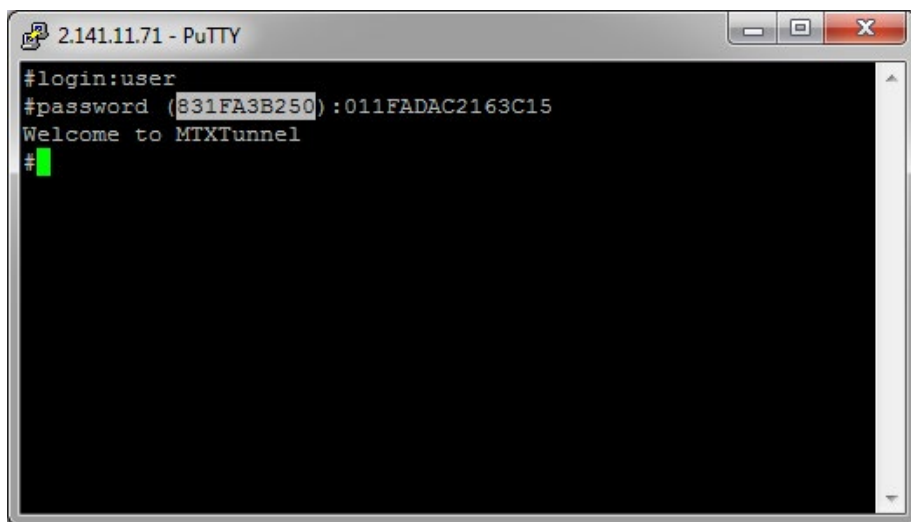 2.141.11.71 - PuTTY
#login:user
#password (831FA3B250):011FADAC2163C15
Welcome to MTXTunnel
#